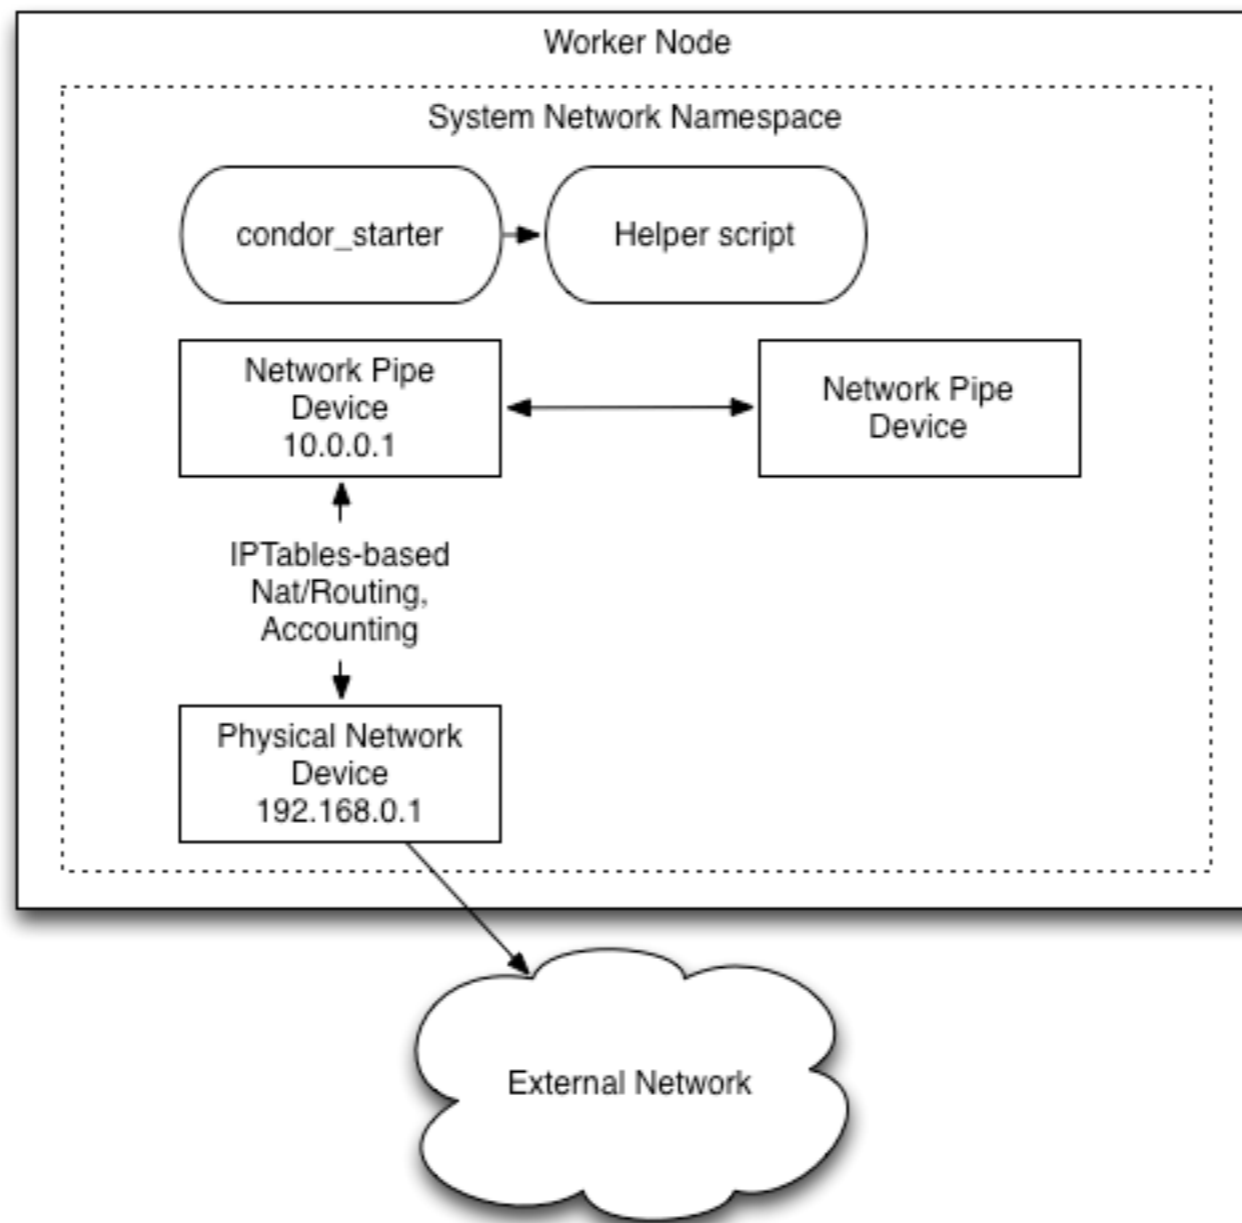 Worker Node
System Network Namespace
condor_starter
Helper script
Network Pipe
Device
10.0.0.1
Network Pipe
Device
IPTables-based
Nat/Routing,
Accounting
Physical Network
Device
192.168.0.1
External Network